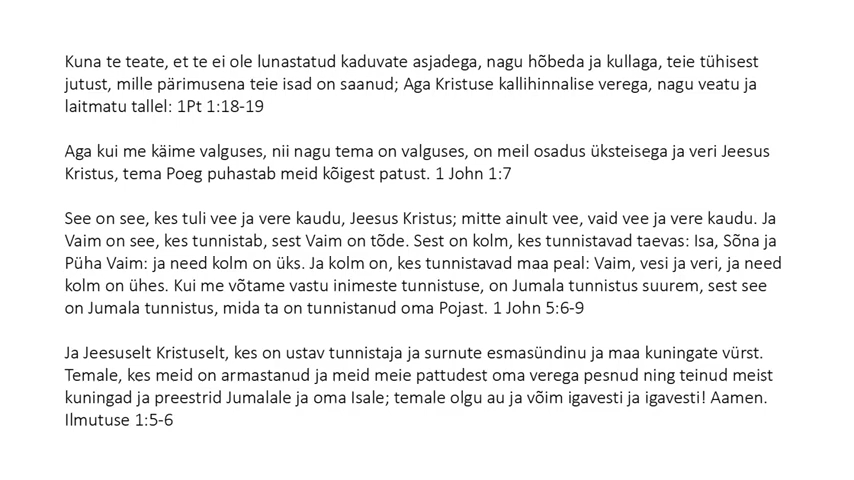 Kuna te teate, et te ei ole lunastatud kaduvate asjadega, nagu hõbeda ja kullaga, teie tühisest
jutust, mille pärimusena teie isad on saanud; Aga Kristuse kallihinnalise verega, nagu veatu ja
laitmatu tallel: 1Pt 1:18-19
Aga kui me käime valguses, nii nagu tema on valguses, on meil osadus üksteisega ja veri Jeesus
Kristus, tema Poeg puhastab meid kõigest patust. 1 John 1:7
See on see, kes tuli vee ja vere kaudu, Jeesus Kristus; mitte ainult vee, vaid vee ja vere kaudu. Ja
Vaim on see, kes tunnistab, sest Vaim on tõde. Sest on kolm, kes tunnistavad taevas: Isa, Sõna ja
Püha Vaim: ja need kolm on üks. Ja kolm on, kes tunnistavad maa peal: Vaim, vesi ja veri, ja need
kolm on ühes. Kui me võtame vastu inimeste tunnistuse, on Jumala tunnistus suurem, sest see
on Jumala tunnistus, mida ta on tunnistanud oma Pojast. 1 John 5:6-9
Ja Jeesuselt Kristuselt, kes on ustav tunnistaja ja surnute esmasündinu ja maa kuningate vürst.
Temale, kes meid on armastanud ja meid meie pattudest oma verega pesnud ning teinud meist
kuningad ja preestrid Jumalale ja oma Isale; temale olgu au ja võim igavesti ja igavesti! Aamen.
Ilmutuse 1:5-6